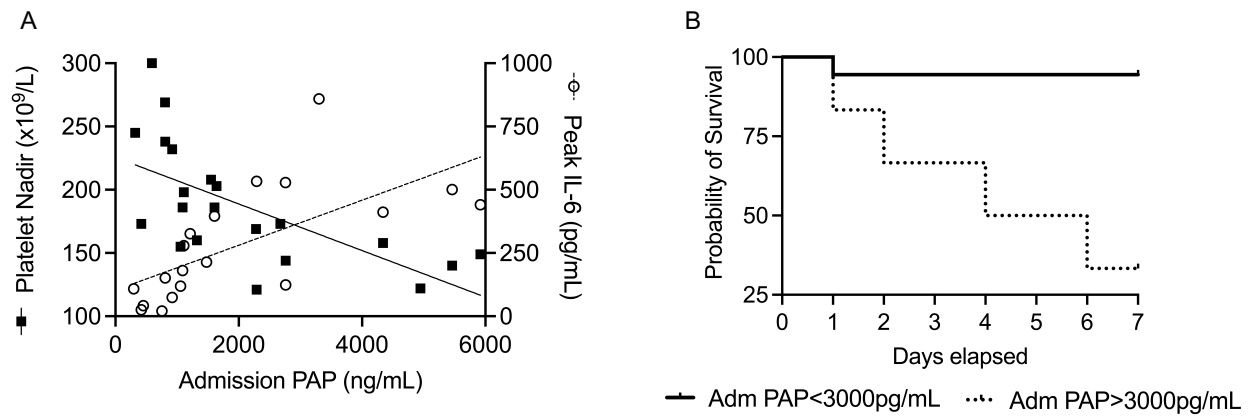 A
Platelet Nadir (x10⁹/L)
300
250
200
150
100
1000
750
500
250
0
Peak IL-6 (pg/mL)
0
2000
4000
6000
Admission PAP (ng/mL)
B
Probability of Survival
100
75
50
25
0
1
2
3
4
5
6
7
Days elapsed
Adm PAP<3000pg/mL
Adm PAP>3000pg/mL